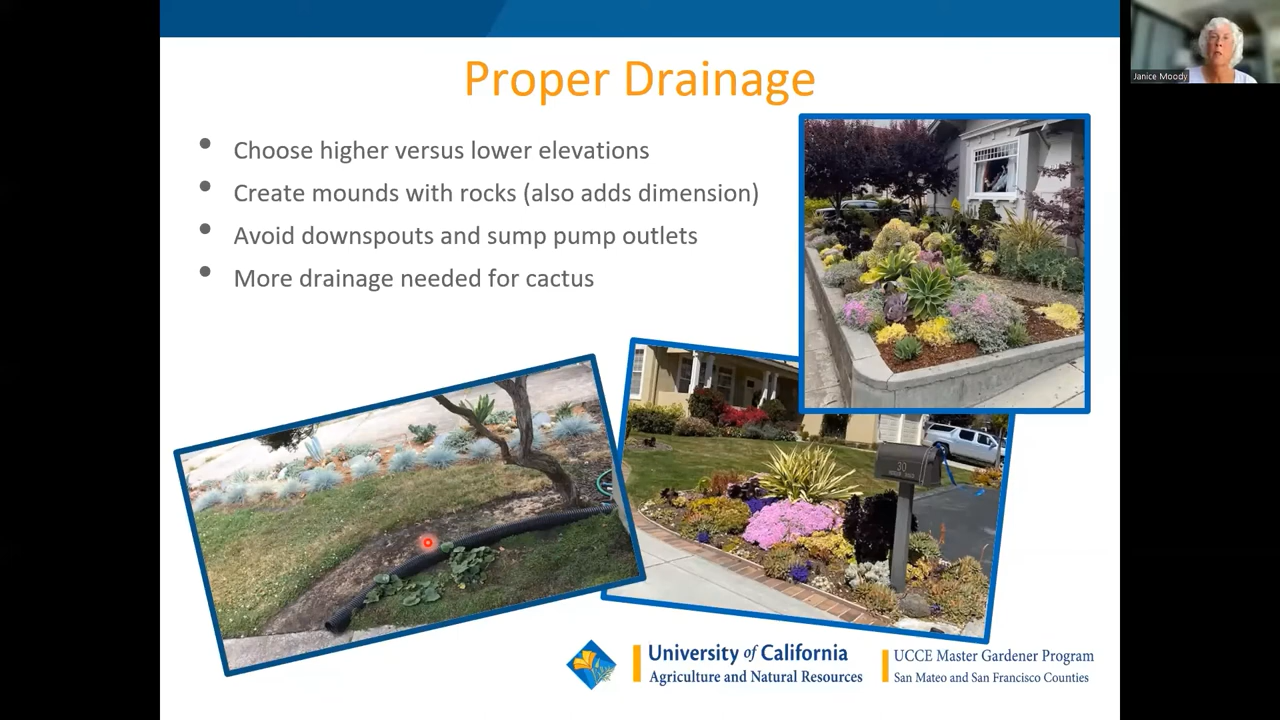 Proper Drainage
Choose higher versus lower elevations
Create mounds with rocks (also adds dimension)
Avoid downspouts and sump pump outlets
More drainage needed for cactus
Janice Moody
30
University of California
Agriculture and Natural Resources
UCCE Master Gardener Program
San Mateo and San Francisco Counties